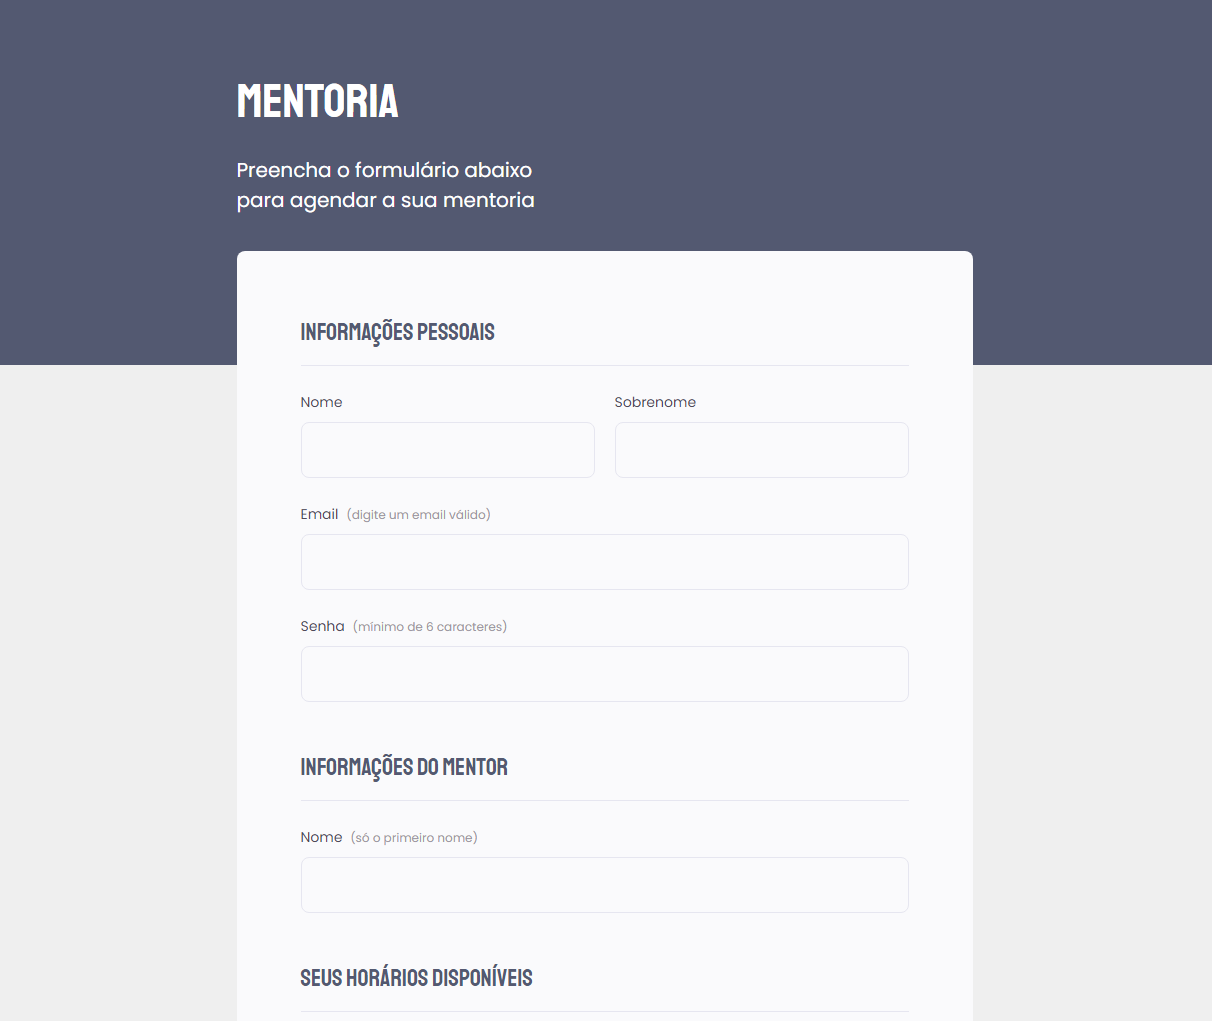 MENTORIA
Preencha o formulário abaixo
para agendar a sua mentoria
INFORMAÇÕES PESSOAIS
Nome
Sobrenome
Email (digite um email válido)
Senha (mínimo de 6 caracteres)
INFORMAÇÕES DO MENTOR
Nome (só o primeiro nome)
SEUS HORÁRIOS DISPONÍVEIS